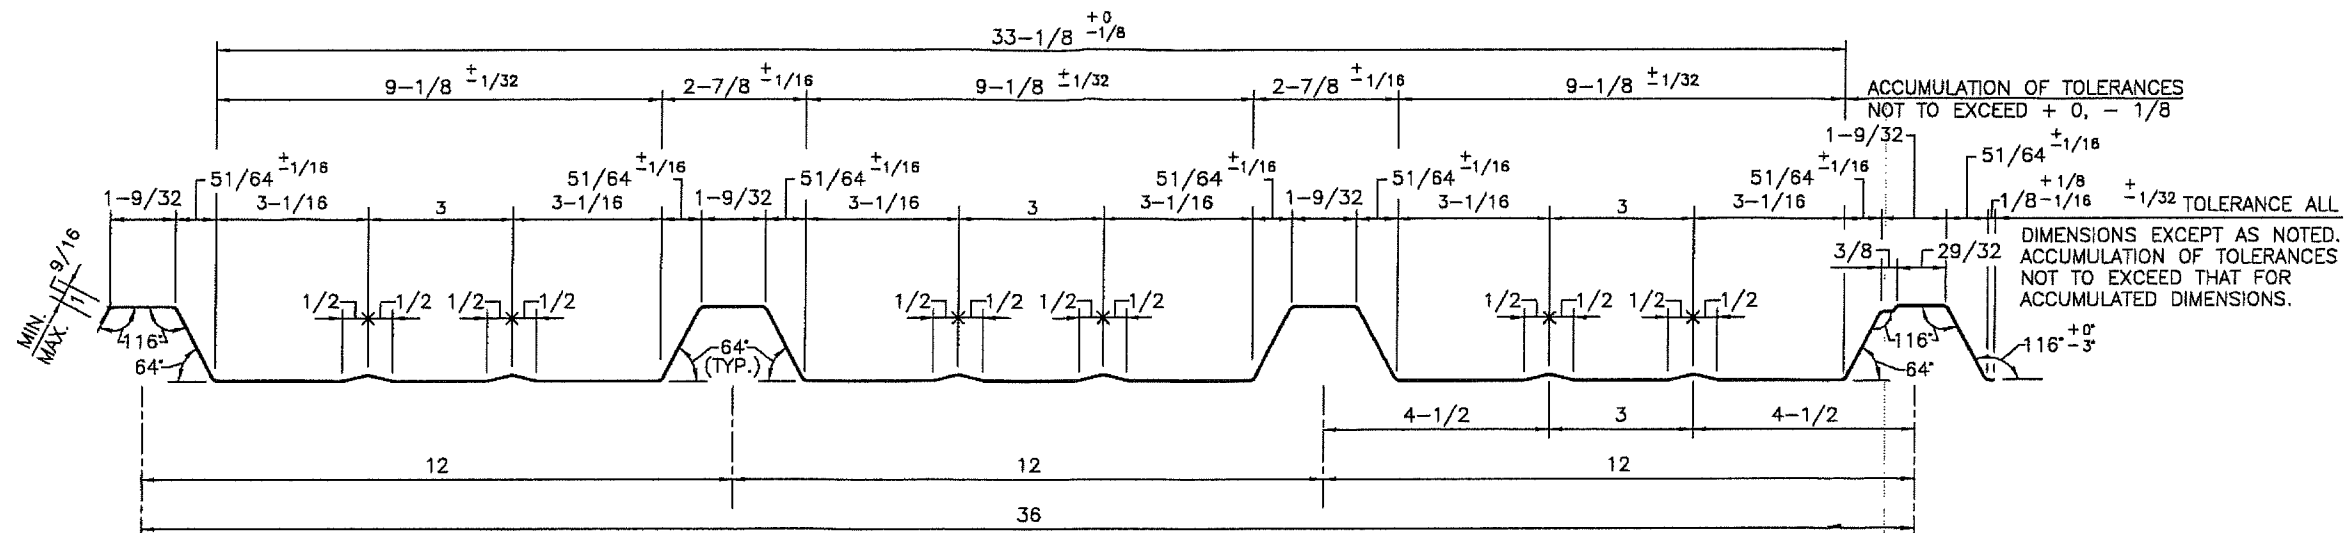 33-1/8 +0 -1/8
9-1/8 ±1/32 2-7/8 ±1/16 9-1/8 ±1/32 2-7/8 ±1/16 9-1/8 ±1/32
ACCUMULATION OF TOLERANCES
NOT TO EXCEED + 0, - 1/8
1-9/32
51/64 ±1/16 51/64 ±1/16 51/64 ±1/16 51/64 ±1/16 51/64 ±1/16 51/64 ±1/16 51/64 ±1/16
1-9/32 3-1/16 3 3-1/16 1-9/32 3-1/16 3 3-1/16 1-9/32 3-1/16 3 3-1/16 1/8 +1/8 -1/16
±1/32 TOLERANCE ALL
DIMENSIONS EXCEPT AS NOTED.
ACCUMULATION OF TOLERANCES
NOT TO EXCEED THAT FOR
ACCUMULATED DIMENSIONS.
3/8 29/32
9/16
1
MIN.
MAX.
1/2 1/2 1/2 1/2 1/2 1/2 1/2 1/2 1/2 1/2 1/2 1/2
116° 64° 64° (TYP.) 116° 64° 116° +0° -3°
4-1/2 3 4-1/2
12 12 12
36